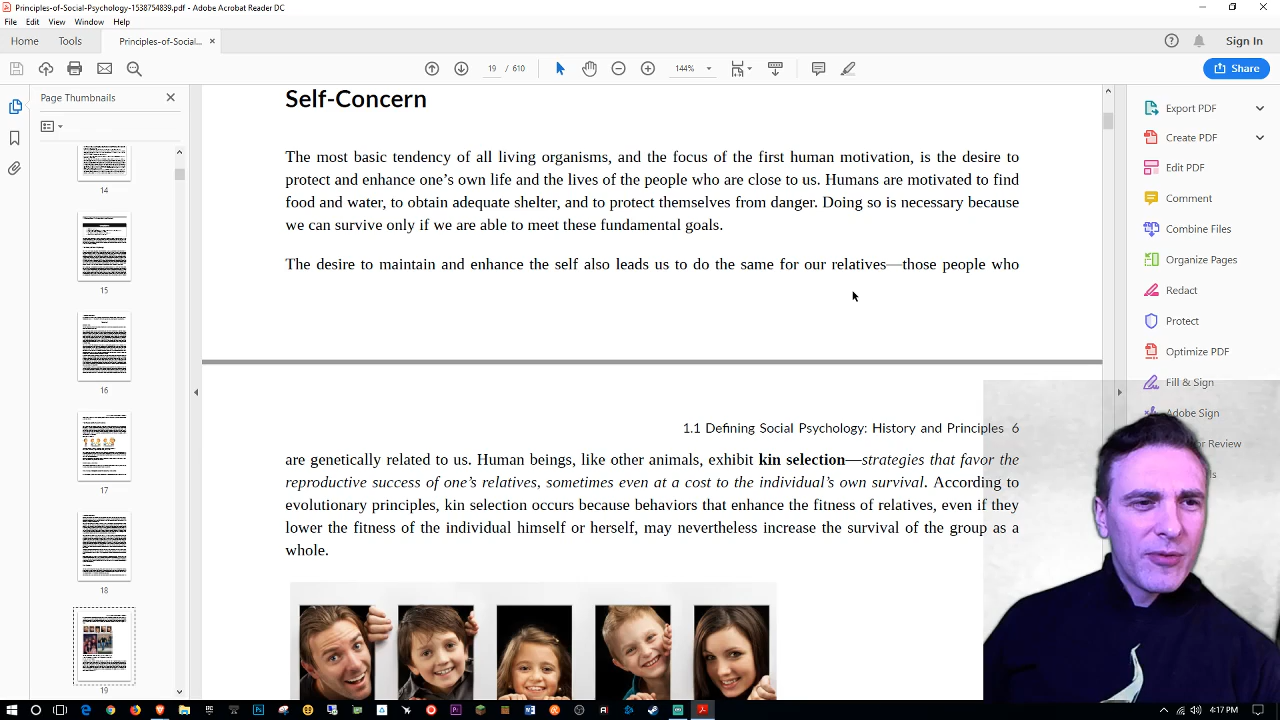 Principles-of-Social-Psychology-1538754839.pdf - Adobe Acrobat Reader DC
File Edit View Window Help
Home Tools Principles-of-Social... Sign In
19 / 610 144% Share
Page Thumbnails
14
15
16
17
18
19
Self-Concern
The most basic tendency of all living organisms, and the focus of the first human motivation, is the desire to
protect and enhance one's own life and the lives of the people who are close to us. Humans are motivated to find
food and water, to obtain adequate shelter, and to protect themselves from danger. Doing so is necessary because
we can survive only if we are able to meet these fundamental goals.
The desire to maintain and enhance the self also leads us to do the same for our relatives—those people who
1.1 Defining Social Psychology: History and Principles 6
are genetically related to us. Human beings, like other animals, exhibit kin selection—strategies that favor the
reproductive success of one's relatives, sometimes even at a cost to the individual's own survival. According to
evolutionary principles, kin selection occurs because behaviors that enhance the fitness of relatives, even if they
lower the fitness of the individual himself or herself, may nevertheless increase the survival of the group as a
whole.
Export PDF
Create PDF
Edit PDF
Comment
Combine Files
Organize Pages
Redact
Protect
Optimize PDF
Fill & Sign
Adobe Sign
for Review
4:17 PM